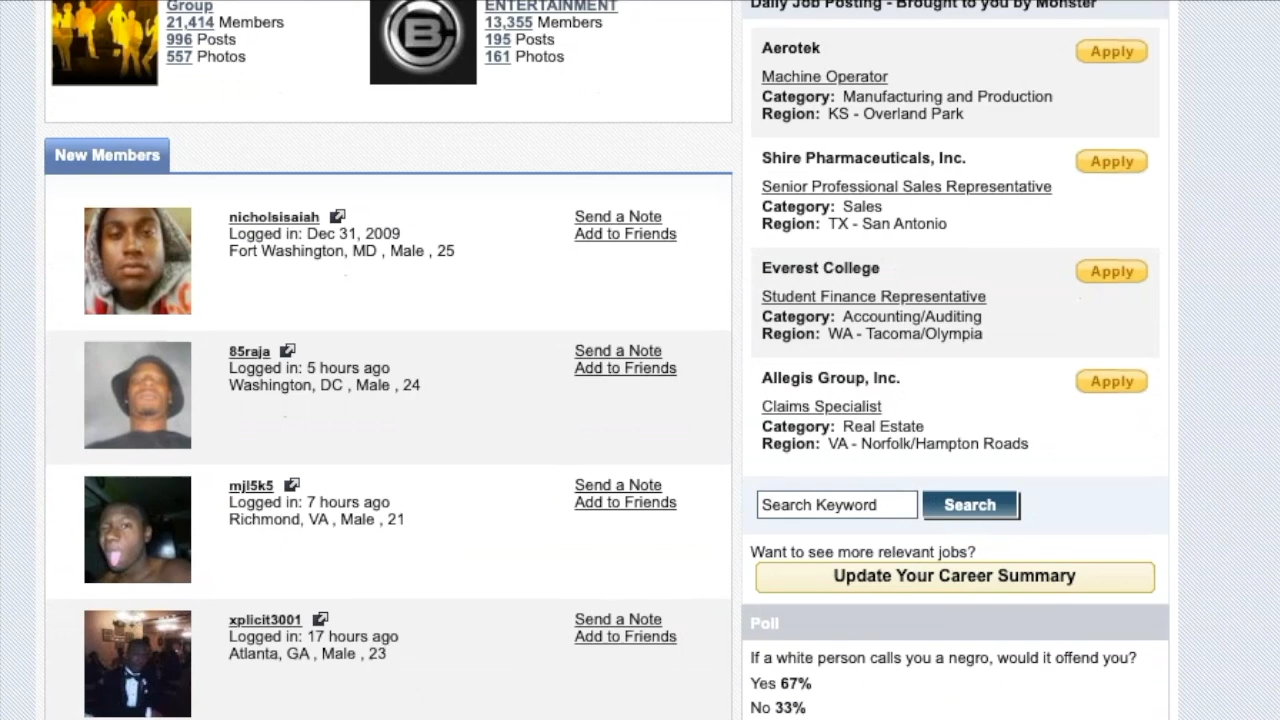 Group
21,414 Members
996 Posts
557 Photos
ENTERTAINMENT
13,355 Members
195 Posts
161 Photos
New Members
nicholsisaiah
Logged in: Dec 31, 2009
Fort Washington, MD , Male , 25
Send a Note
Add to Friends
85raja
Logged in: 5 hours ago
Washington, DC , Male , 24
Send a Note
Add to Friends
mjl5k5
Logged in: 7 hours ago
Richmond, VA , Male , 21
Send a Note
Add to Friends
xplicit3001
Logged in: 17 hours ago
Atlanta, GA , Male , 23
Send a Note
Add to Friends
Daily Job Posting - Brought to you by Monster
Aerotek
Apply
Machine Operator
Category: Manufacturing and Production
Region: KS - Overland Park
Shire Pharmaceuticals, Inc.
Apply
Senior Professional Sales Representative
Category: Sales
Region: TX - San Antonio
Everest College
Apply
Student Finance Representative
Category: Accounting/Auditing
Region: WA - Tacoma/Olympia
Allegis Group, Inc.
Apply
Claims Specialist
Category: Real Estate
Region: VA - Norfolk/Hampton Roads
Search Keyword
Search
Want to see more relevant jobs?
Update Your Career Summary
Poll
If a white person calls you a negro, would it offend you?
Yes 67%
No 33%